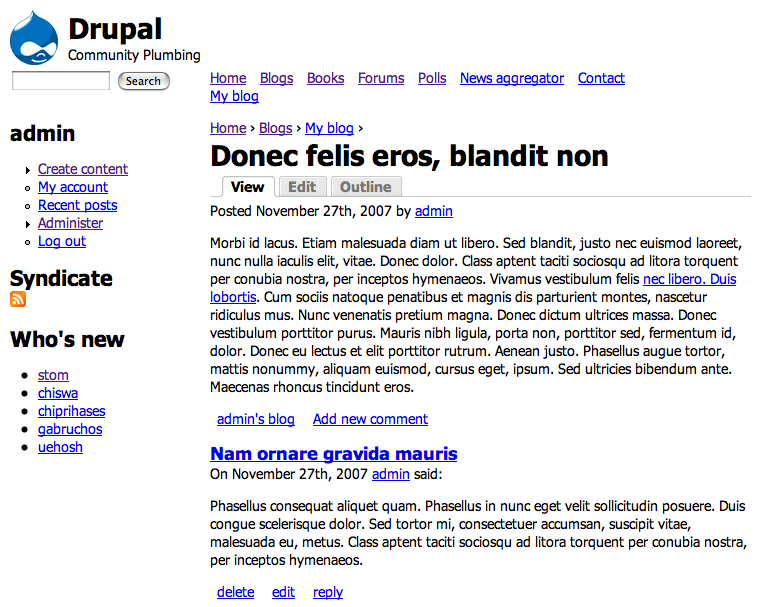 Drupal
Community Plumbing
Search
Home Blogs Books Forums Polls News aggregator Contact
My blog
admin
Create content
My account
Recent posts
Administer
Log out
Syndicate
Who's new
stom
chiswa
chiprihases
gabruchos
uehosh
Home › Blogs › My blog ›
Donec felis eros, blandit non
View Edit Outline
Posted November 27th, 2007 by admin
Morbi id lacus. Etiam malesuada diam ut libero. Sed blandit, justo nec euismod laoreet,
nunc nulla iaculis elit, vitae. Donec dolor. Class aptent taciti sociosqu ad litora torquent
per conubia nostra, per inceptos hymenaeos. Vivamus vestibulum felis nec libero. Duis
lobortis. Cum sociis natoque penatibus et magnis dis parturient montes, nascetur
ridiculus mus. Nunc venenatis pretium magna. Donec dictum ultrices massa. Donec
vestibulum porttitor purus. Mauris nibh ligula, porta non, porttitor sed, fermentum id,
dolor. Donec eu lectus et elit porttitor rutrum. Aenean justo. Phasellus augue tortor,
mattis nonummy, aliquam euismod, cursus eget, ipsum. Sed ultricies bibendum ante.
Maecenas rhoncus tincidunt eros.
admin's blog Add new comment
Nam ornare gravida mauris
On November 27th, 2007 admin said:
Phasellus consequat aliquet quam. Phasellus in nunc eget velit sollicitudin posuere. Duis
congue scelerisque dolor. Sed tortor mi, consectetuer accumsan, suscipit vitae,
malesuada eu, metus. Class aptent taciti sociosqu ad litora torquent per conubia nostra,
per inceptos hymenaeos.
delete edit reply